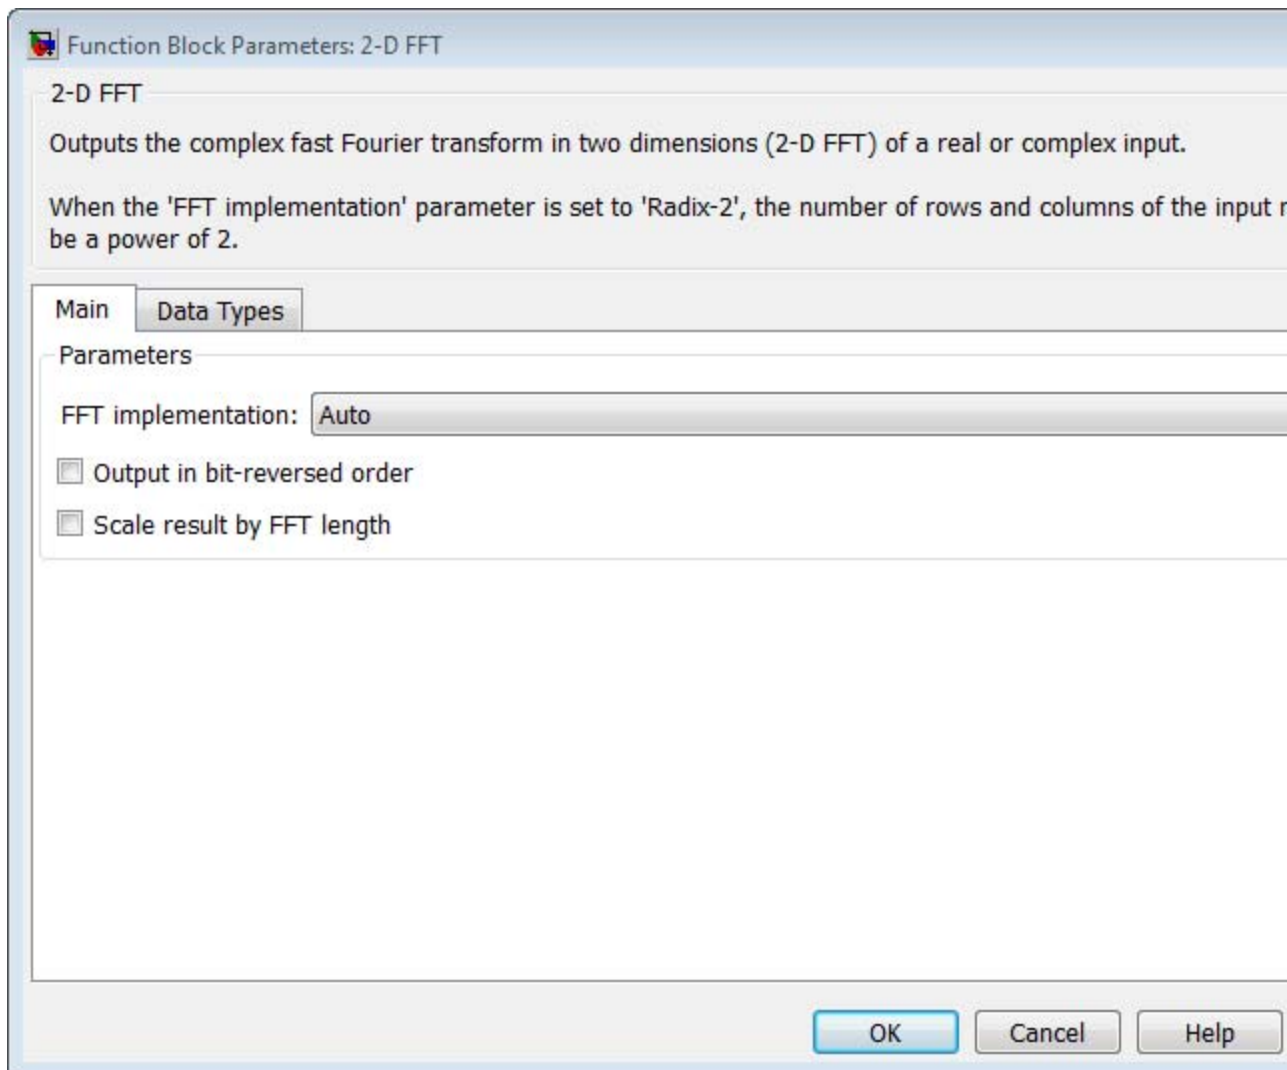 Function Block Parameters: 2-D FFT
2-D FFT
Outputs the complex fast Fourier transform in two dimensions (2-D FFT) of a real or complex input.
When the 'FFT implementation' parameter is set to 'Radix-2', the number of rows and columns of the input
be a power of 2.
Main
Data Types
Parameters
FFT implementation: Auto
Output in bit-reversed order
Scale result by FFT length
OK
Cancel
Help